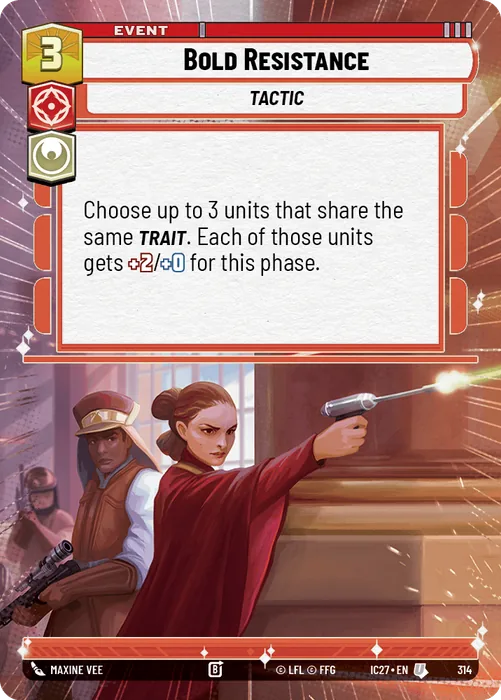 EVENT
3
BOLD RESISTANCE
TACTIC
Choose up to 3 units that share the
same TRAIT. Each of those units
gets +2/+0 for this phase.
MAXINE VEE
B
© LFL © FFG
IC27•EN
314